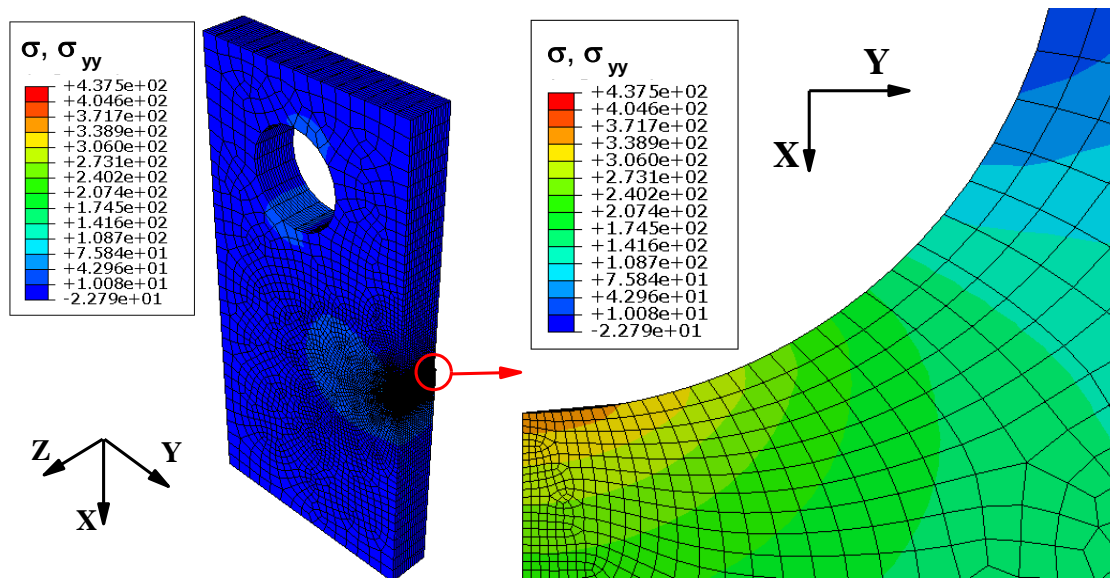 σ, σ yy
+4.375e+02
+4.046e+02
+3.717e+02
+3.389e+02
+3.060e+02
+2.731e+02
+2.402e+02
+2.074e+02
+1.745e+02
+1.416e+02
+1.087e+02
+7.584e+01
+4.296e+01
+1.008e+01
-2.279e+01
Z
Y
X
σ, σ yy
+4.375e+02
+4.046e+02
+3.717e+02
+3.389e+02
+3.060e+02
+2.731e+02
+2.402e+02
+2.074e+02
+1.745e+02
+1.416e+02
+1.087e+02
+7.584e+01
+4.296e+01
+1.008e+01
-2.279e+01
Y
X